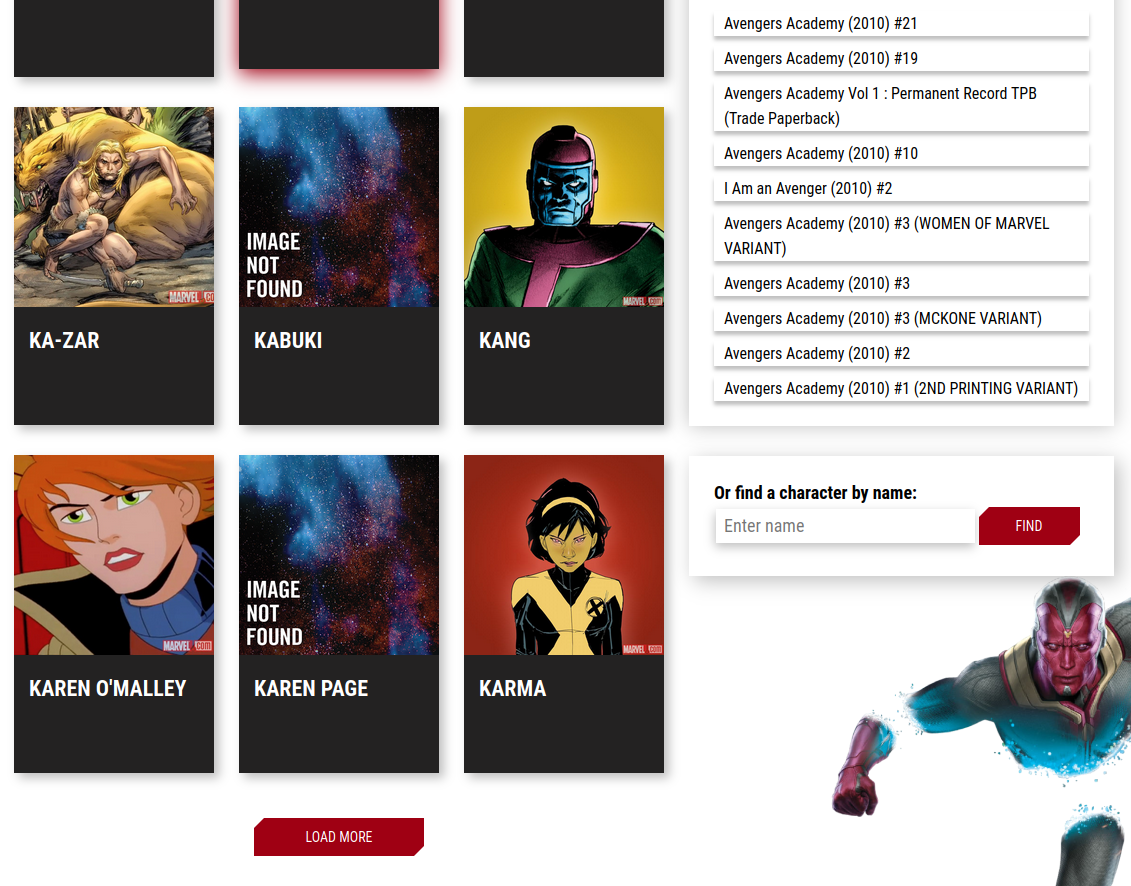 Avengers Academy (2010) #21
Avengers Academy (2010) #19
Avengers Academy Vol 1 : Permanent Record TPB
(Trade Paperback)
Avengers Academy (2010) #10
I Am an Avenger (2010) #2
Avengers Academy (2010) #3 (WOMEN OF MARVEL
VARIANT)
Avengers Academy (2010) #3
Avengers Academy (2010) #3 (MCKONE VARIANT)
Avengers Academy (2010) #2
Avengers Academy (2010) #1 (2ND PRINTING VARIANT)
MARVEL .co
IMAGE
NOT
FOUND
MARVEL .com
KA-ZAR
KABUKI
KANG
MARVEL .com
IMAGE
NOT
FOUND
MARVEL .com
KAREN O'MALLEY
KAREN PAGE
KARMA
Or find a character by name:
Enter name
FIND
LOAD MORE